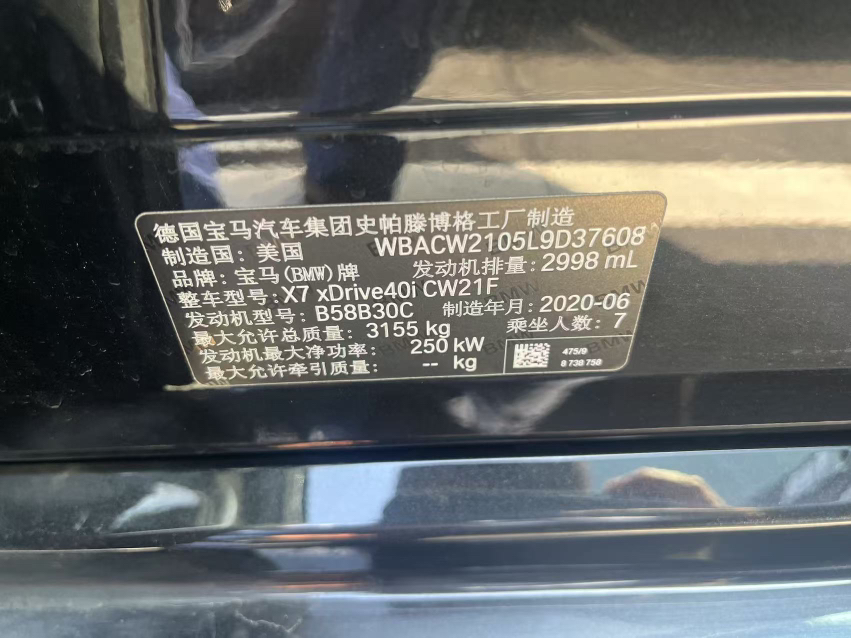 德国宝马汽车集团史帕滕博格工厂制造
制造国: 美国 WBACW2105L9D37608
品牌: 宝马(BMW)牌 发动机排量: 2998 mL
整车型号: X7 xDrive40i CW21F
发动机型号: B58B30C 制造年月: 2020-06
最大允许总质量: 3155 kg 乘坐人数: 7
发动机最大净功率: 250 kW
最大允许牵引质量: -- kg
475/9
8 738 758